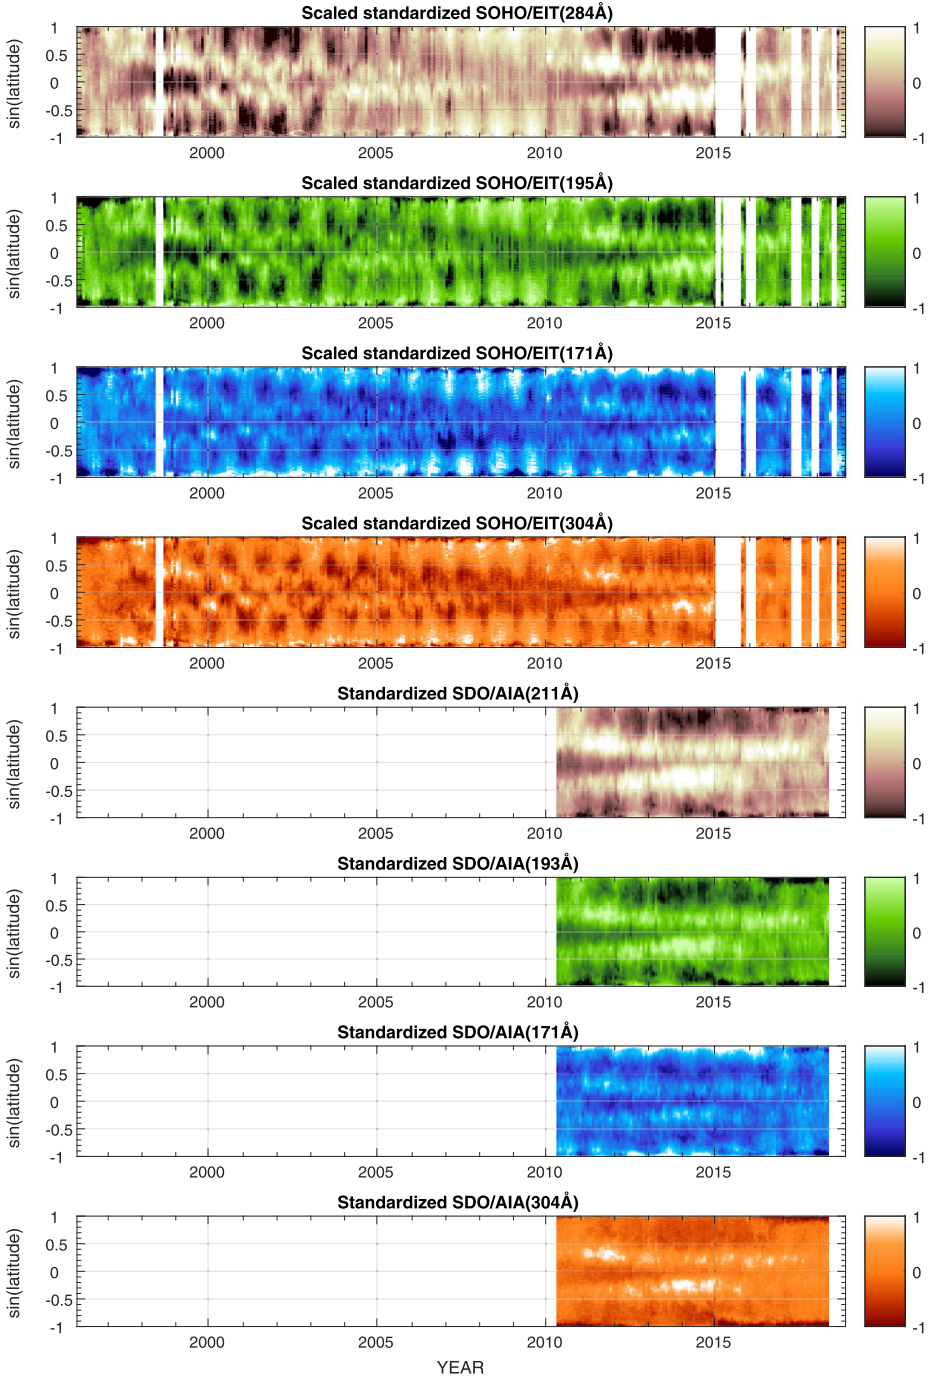 Scaled standardized SOHO/EIT(284Å)
sin(latitude)
1
0.5
0
-0.5
-1
2000 2005 2010 2015
1
0
-1
Scaled standardized SOHO/EIT(195Å)
sin(latitude)
1
0.5
0
-0.5
-1
2000 2005 2010 2015
1
0
-1
Scaled standardized SOHO/EIT(171Å)
sin(latitude)
1
0.5
0
-0.5
-1
2000 2005 2010 2015
1
0
-1
Scaled standardized SOHO/EIT(304Å)
sin(latitude)
1
0.5
0
-0.5
-1
2000 2005 2010 2015
1
0
-1
Standardized SDO/AIA(211Å)
sin(latitude)
1
0.5
0
-0.5
-1
2000 2005 2010 2015
1
0
-1
Standardized SDO/AIA(193Å)
sin(latitude)
1
0.5
0
-0.5
-1
2000 2005 2010 2015
1
0
-1
Standardized SDO/AIA(171Å)
sin(latitude)
1
0.5
0
-0.5
-1
2000 2005 2010 2015
1
0
-1
Standardized SDO/AIA(304Å)
sin(latitude)
1
0.5
0
-0.5
-1
2000 2005 2010 2015
1
0
-1
YEAR